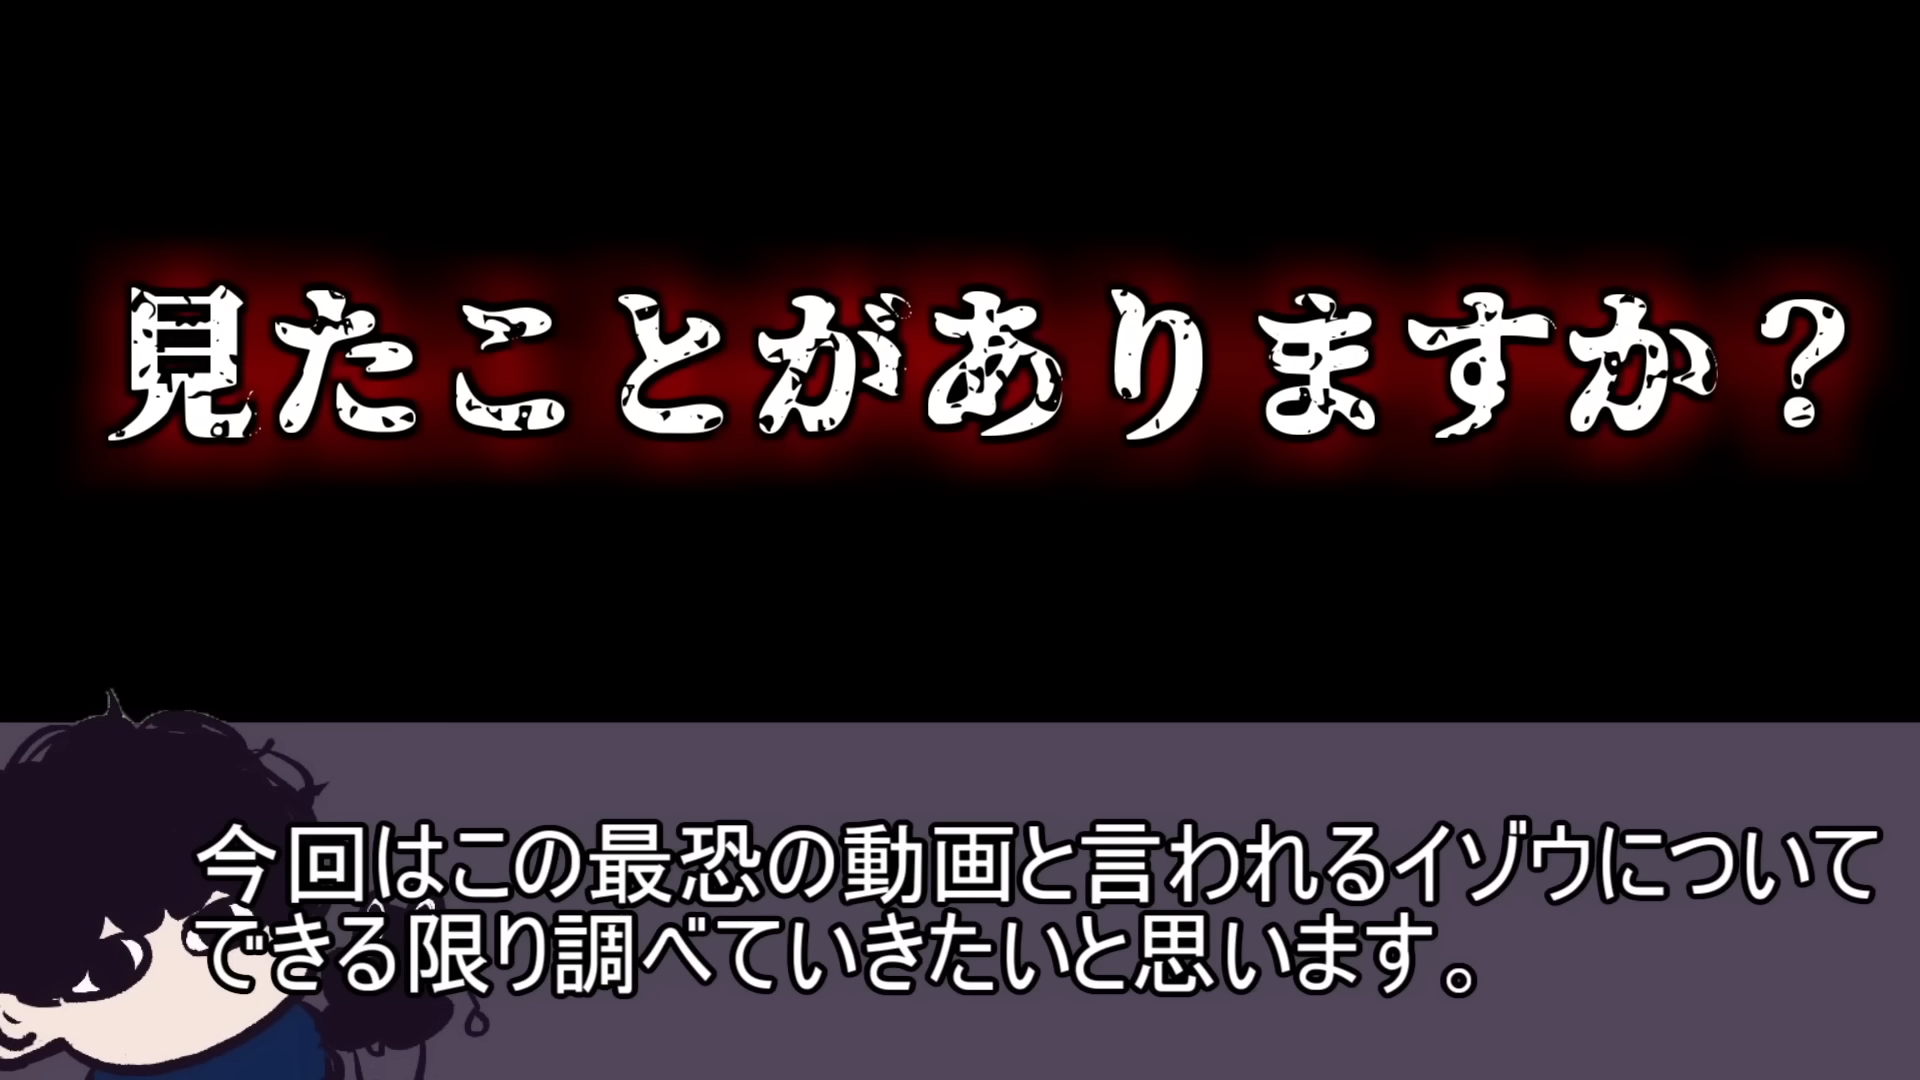 見たことがありますか？
今回はこの最恐の動画と言われるイゾウについて
できる限り調べていきたいと思います。